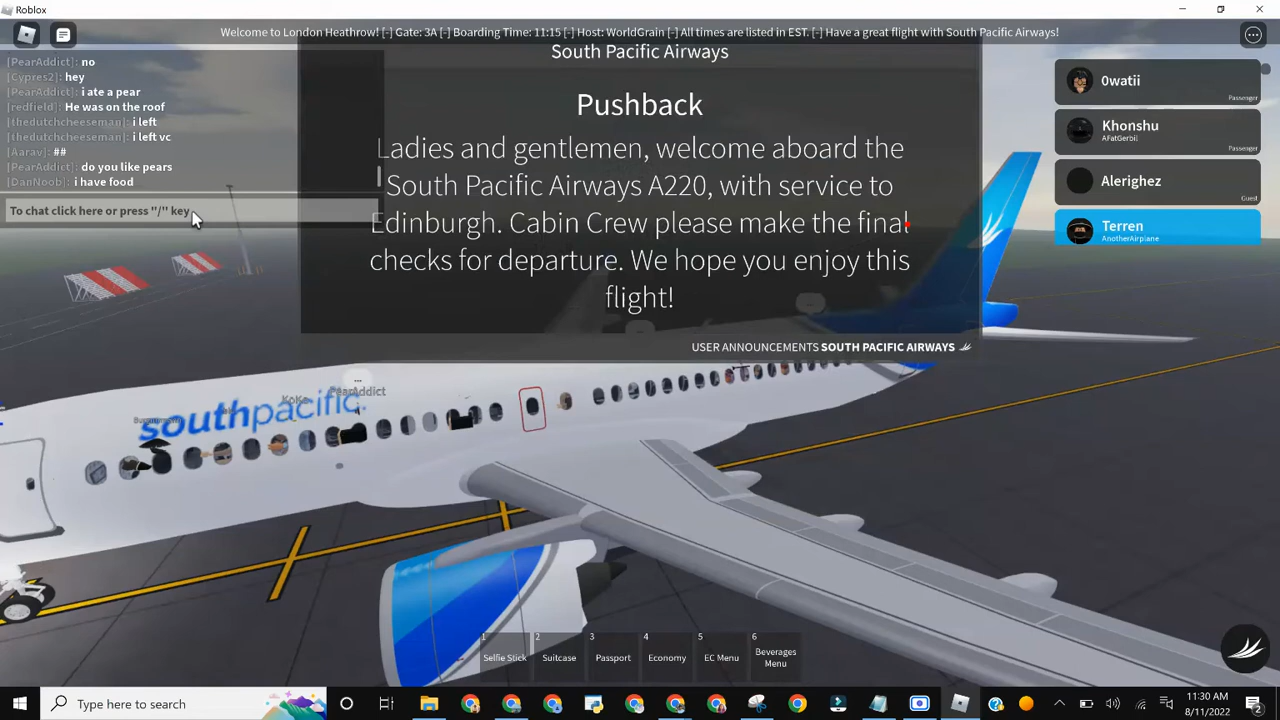 Roblox
Welcome to London Heathrow! [-] Gate: 3A [-] Boarding Time: 11:15 [-] Host: WorldGrain [-] All times are listed in EST. [-] Have a great flight with South Pacific Airways!
[PearAddict]: no
[Cypres2]: hey
[PearAddict]: i ate a pear
[redfield]: He was on the roof
[thedutchcheeseman]: i left
[thedutchcheeseman]: i left vc
[Aarav]: ##
[PearAddict]: do you like pears
[DanNoob]: i have food
To chat click here or press "/" key
South Pacific Airways
Pushback
Ladies and gentlemen, welcome aboard the
South Pacific Airways A220, with service to
Edinburgh. Cabin Crew please make the final
checks for departure. We hope you enjoy this
flight!
USER ANNOUNCEMENTS SOUTH PACIFIC AIRWAYS
0watii
Passenger
Khonshu
AFatGerbil
Passenger
Alerighez
Guest
Terren
AnotherAirplane
PearAddict
KoKo
southpacific.
1 Selfie Stick
2 Suitcase
3 Passport
4 Economy
5 EC Menu
6 Beverages Menu
Type here to search
11:30 AM
8/11/2022
2